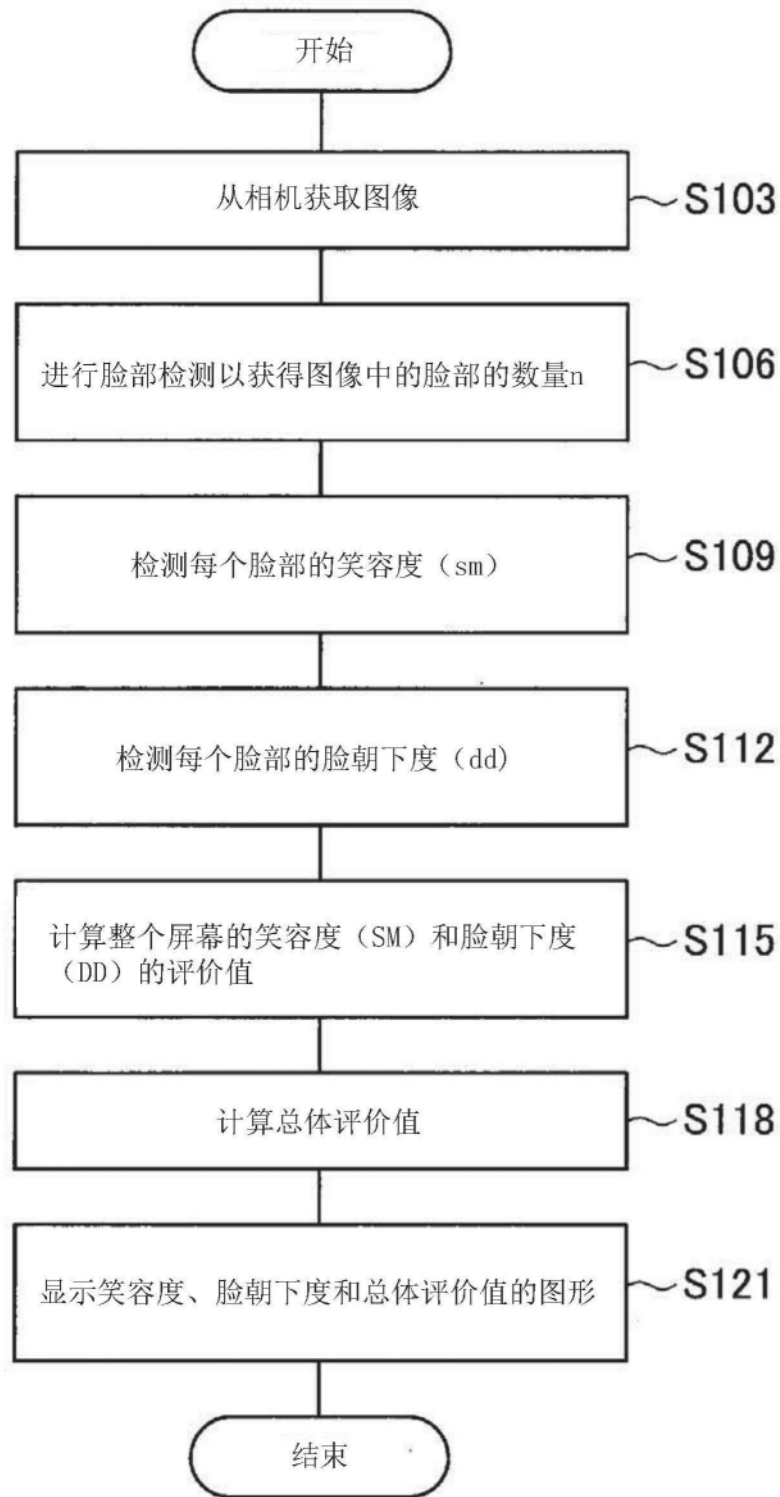 开始
从相机获取图像
S103
进行脸部检测以获得图像中的脸部的数量n
S106
检测每个脸部的笑容度（sm）
S109
检测每个脸部的脸朝下度（dd)
S112
计算整个屏幕的笑容度（SM）和脸朝下度
（DD）的评价值
S115
计算总体评价值
S118
显示笑容度、脸朝下度和总体评价值的图形
S121
结束